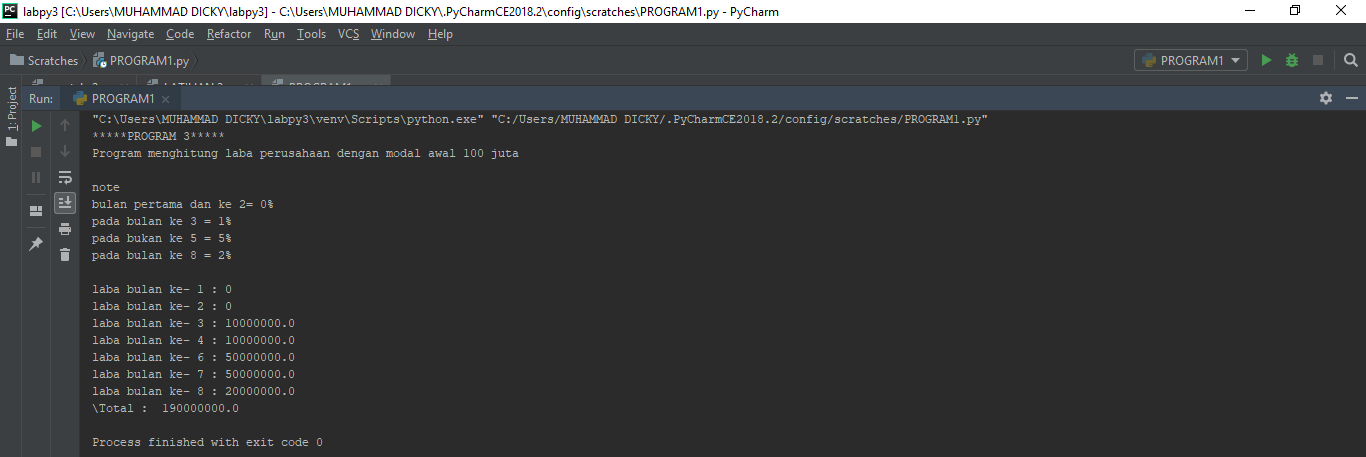 labpy3 [C:\Users\MUHAMMAD DICKY\labpy3] - C:\Users\MUHAMMAD DICKY\.PyCharmCE2018.2\config\scratches\PROGRAM1.py - PyCharm
File Edit View Navigate Code Refactor Run Tools VCS Window Help
Scratches PROGRAM1.py PROGRAM1
1: Project
Run: PROGRAM1
"C:\Users\MUHAMMAD DICKY\labpy3\venv\Scripts\python.exe" "C:/Users/MUHAMMAD DICKY/.PyCharmCE2018.2/config/scratches/PROGRAM1.py"
*****PROGRAM 3*****
Program menghitung laba perusahaan dengan modal awal 100 juta
note
bulan pertama dan ke 2= 0%
pada bulan ke 3 = 1%
pada bukan ke 5 = 5%
pada bulan ke 8 = 2%
laba bulan ke- 1 : 0
laba bulan ke- 2 : 0
laba bulan ke- 3 : 10000000.0
laba bulan ke- 4 : 10000000.0
laba bulan ke- 6 : 50000000.0
laba bulan ke- 7 : 50000000.0
laba bulan ke- 8 : 20000000.0
\Total :  190000000.0
Process finished with exit code 0